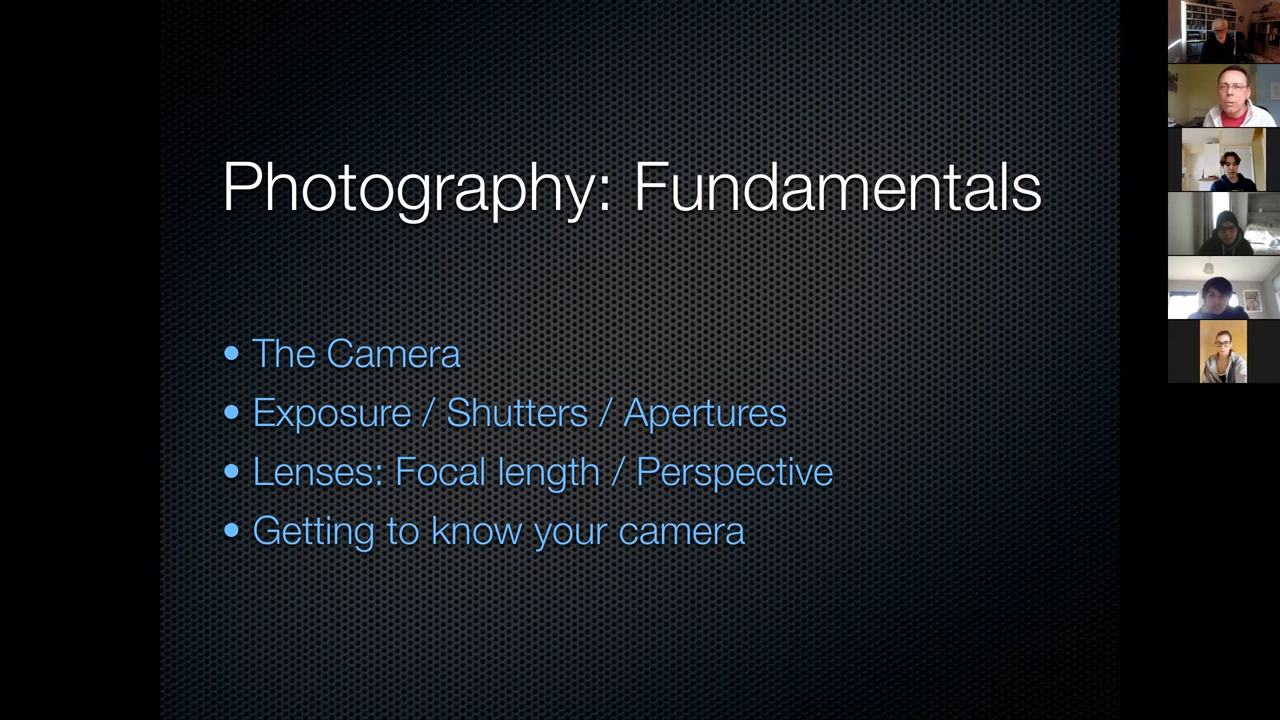 Photography: Fundamentals
• The Camera
• Exposure / Shutters / Apertures
• Lenses: Focal length / Perspective
• Getting to know your camera